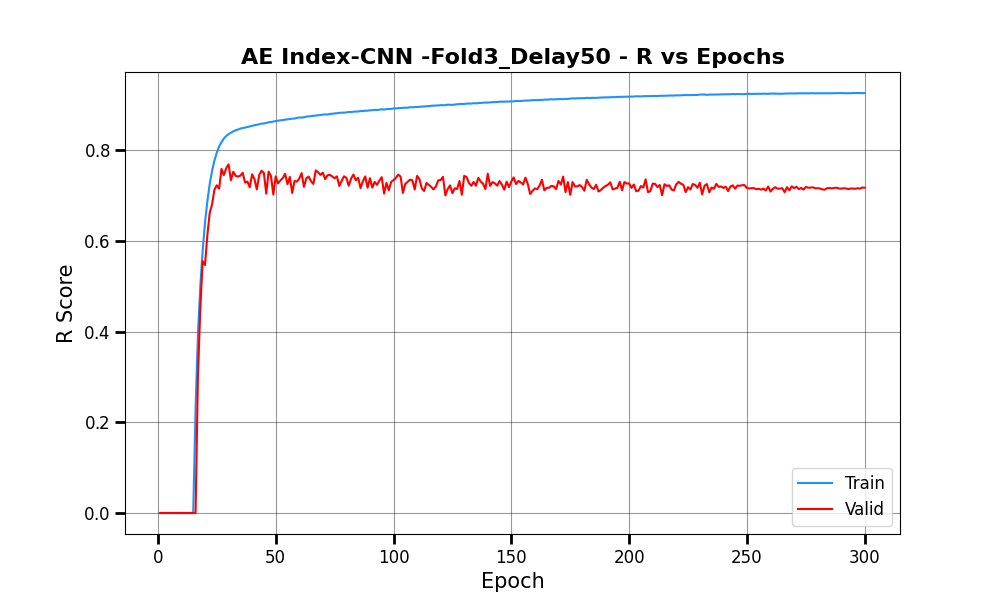 AE Index-CNN -Fold3_Delay50 - R vs Epochs
R Score
0.8
0.6
0.4
0.2
0.0
0 50 100 150 200 250 300
Epoch
Train
Valid